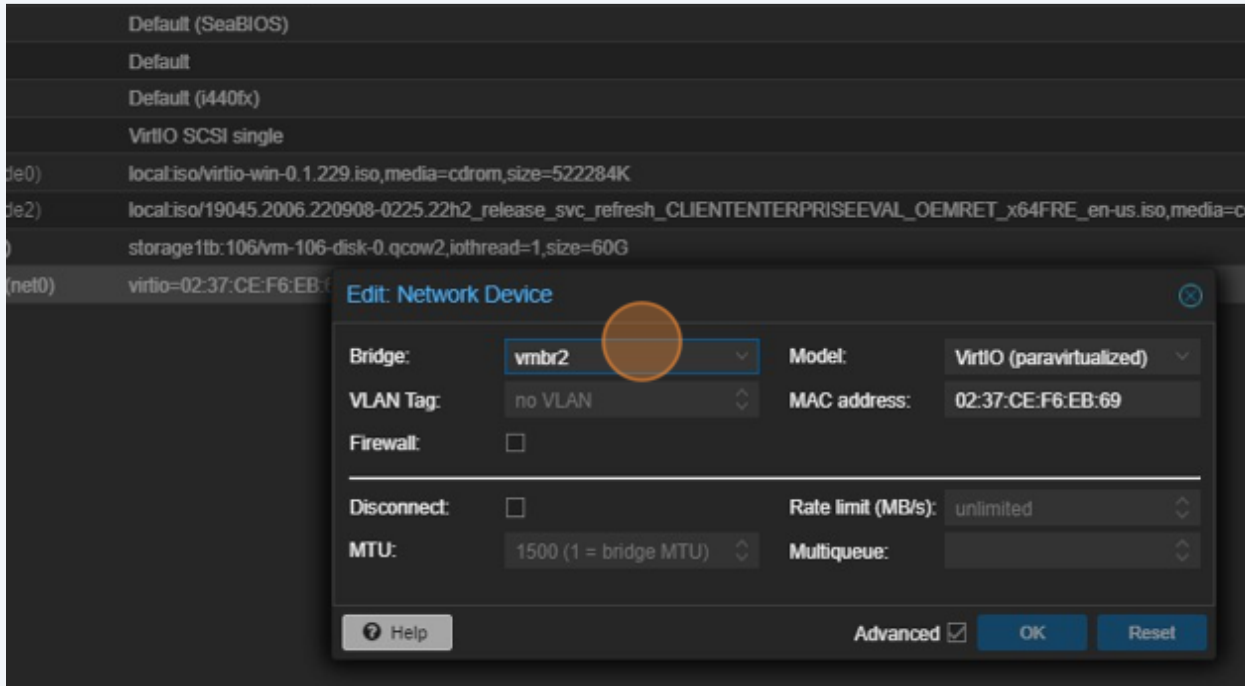 Default (SeaBIOS)
Default
Default (i440fx)
VirtIO SCSI single
de0) local:iso/virtio-win-0.1.229.iso,media=cdrom,size=522284K
de2) local:iso/19045.2006.220908-0225.22h2_release_svc_refresh_CLIENTENTERPRISEEVAL_OEMRET_x64FRE_en-us.iso,media=c
) storage1tb:106/vm-106-disk-0.qcow2,iothread=1,size=60G
(net0) virtio=02:37:CE:F6:EB:
Edit: Network Device
Bridge: vmbr2 Model: VirtIO (paravirtualized)
VLAN Tag: no VLAN MAC address: 02:37:CE:F6:EB:69
Firewall:
Disconnect: Rate limit (MB/s): unlimited
MTU: 1500 (1 = bridge MTU) Multiqueue:
Help Advanced OK Reset